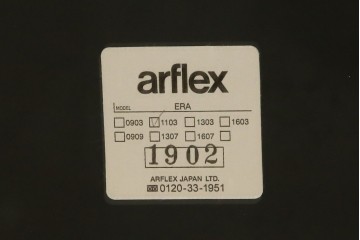 arflex
MODEL ERA
0903 1103 1303 1603
0909 1307 1607
1902
ARFLEX JAPAN LTD.
0120-33-1951